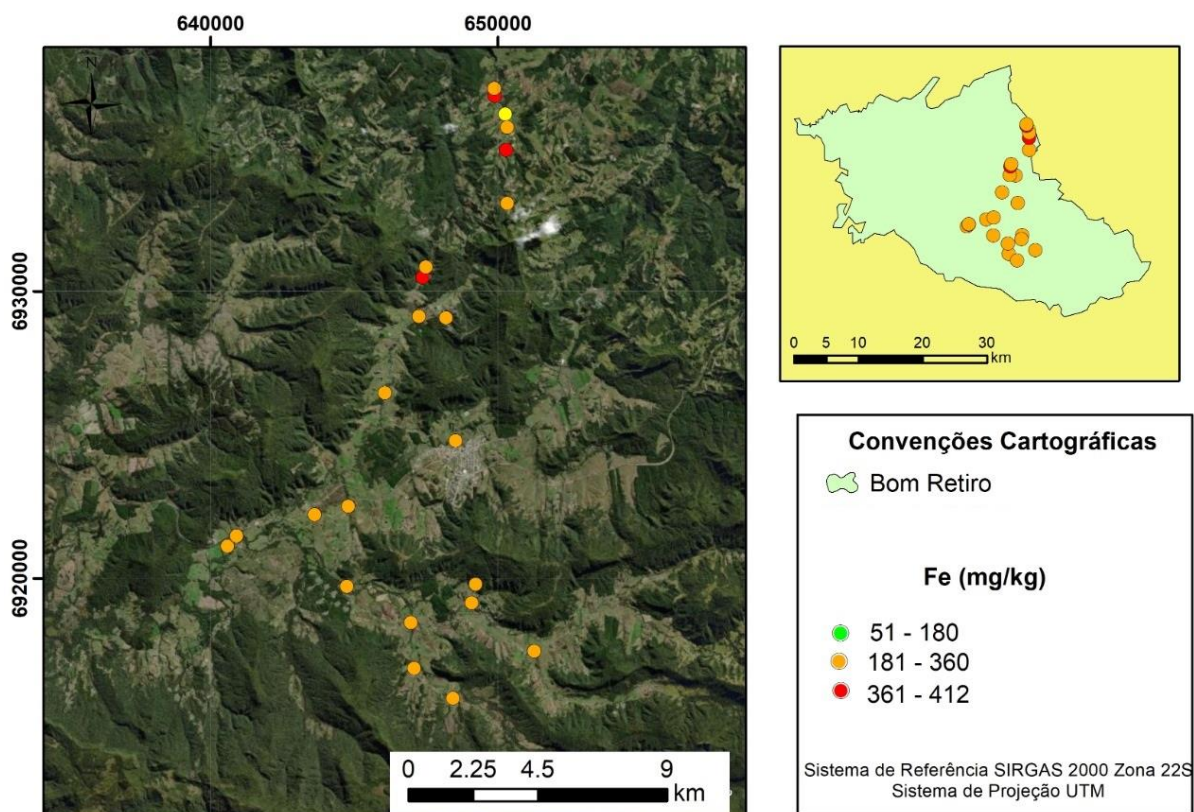 640000 650000
N
6930000
6920000
0 2.25 4.5 9
km
0 5 10 20 30
km
Convenções Cartográficas
Bom Retiro
Fe (mg/kg)
51 - 180
181 - 360
361 - 412
Sistema de Referência SIRGAS 2000 Zona 22S
Sistema de Projeção UTM